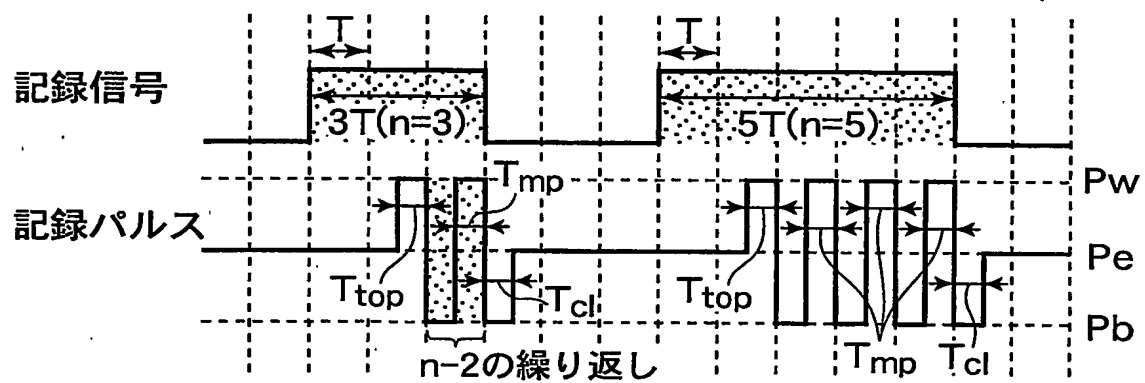 T
T
記録信号
3T(n=3)
5T(n=5)
Tmp
Pw
記録パルス
Pe
Ttop
Tcl
Ttop
Pb
n-2の繰り返し
Tmp
Tcl